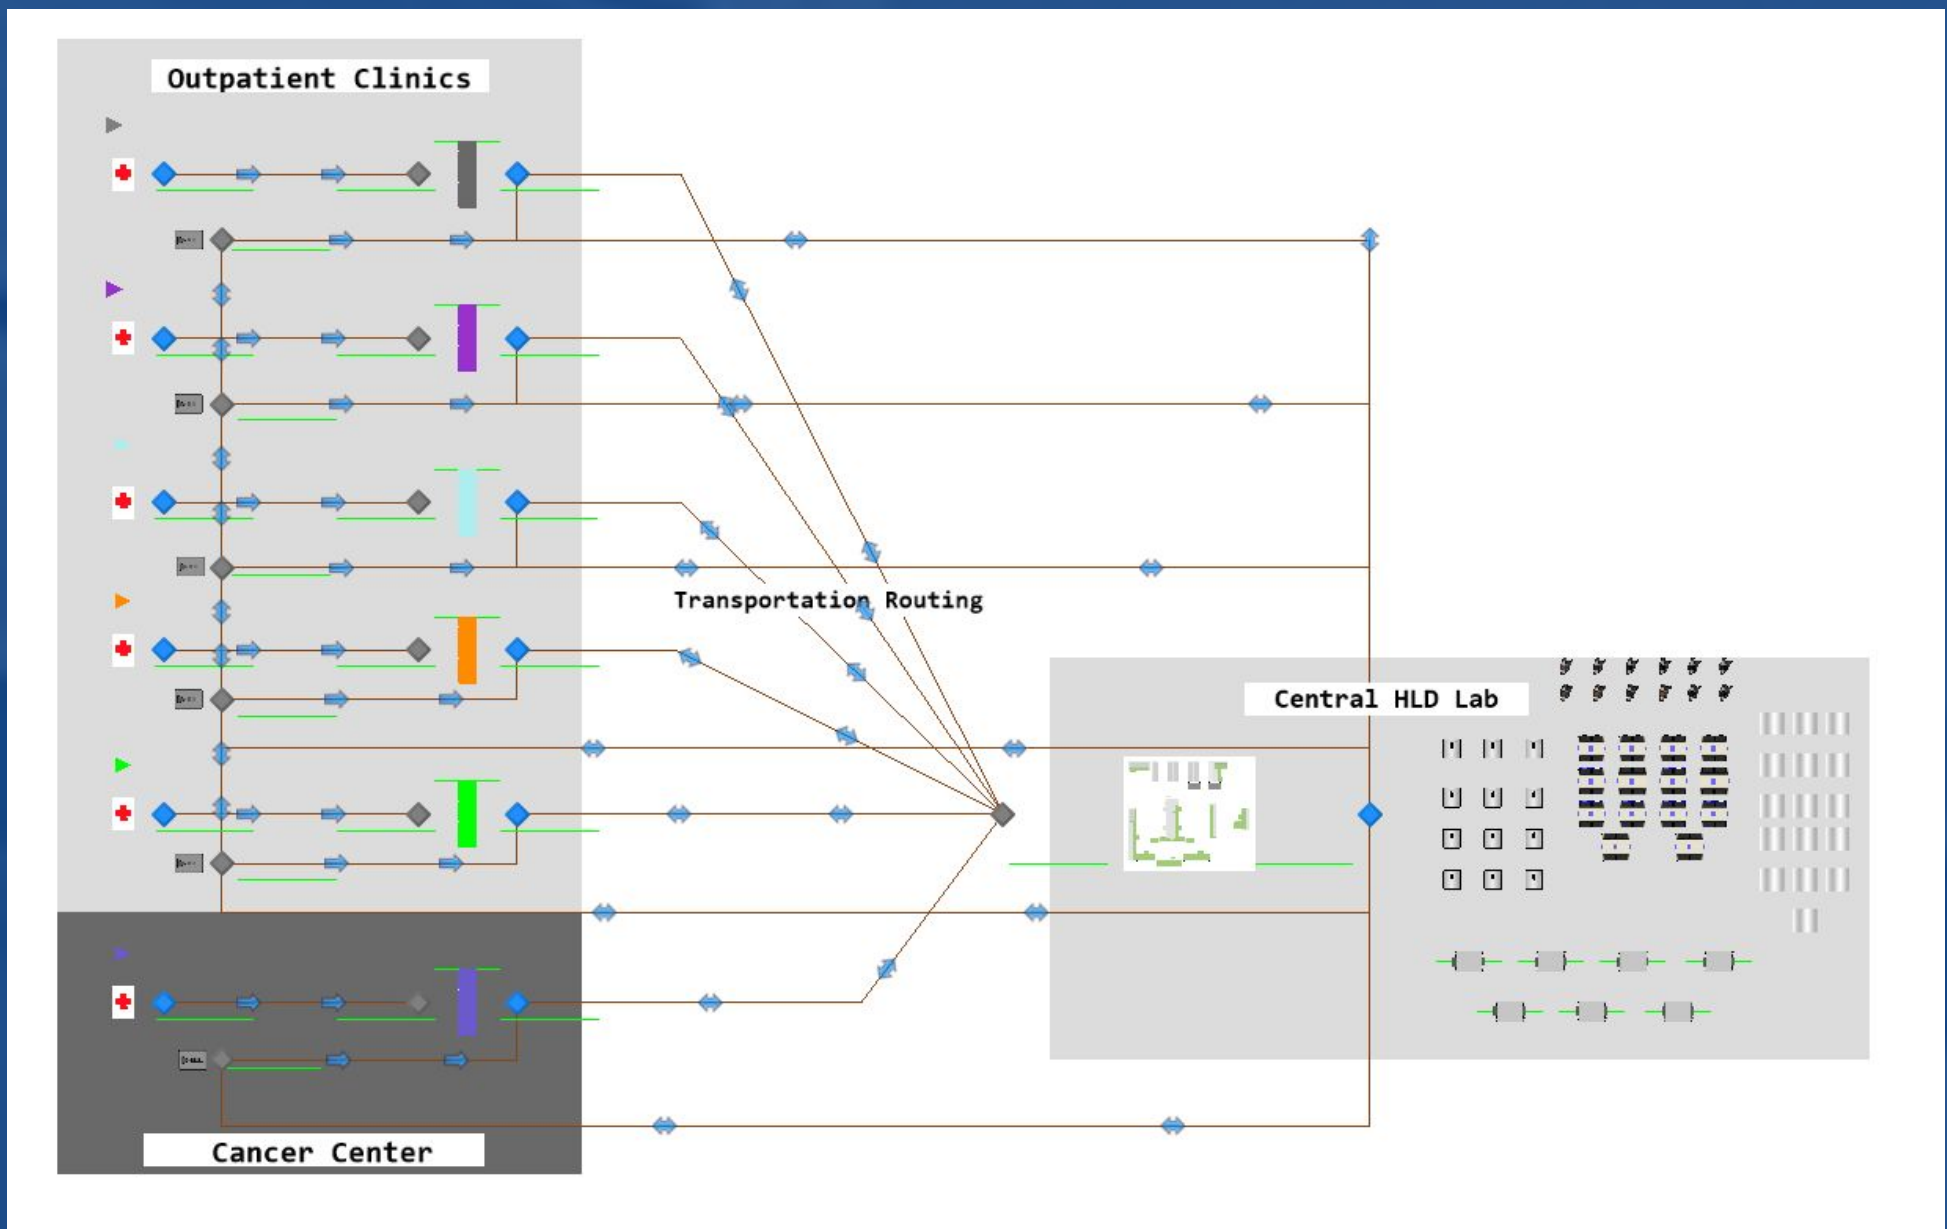 Outpatient Clinics
Transportation Routing
Central HLD Lab
Cancer Center